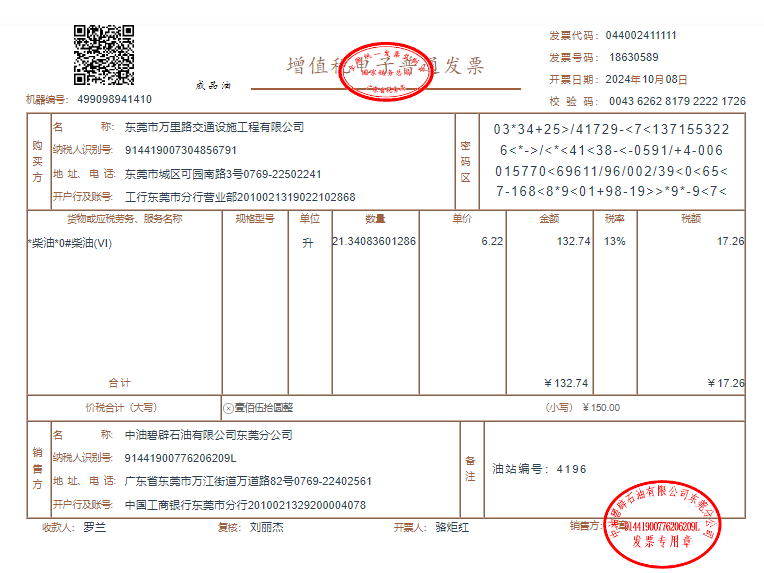 增值税电子普通发票
成品油
机器编号: 499098941410
发票代码: 044002411111
发票号码: 18630589
开票日期: 2024年10月08日
校 验 码: 0043 6262 8179 2222 1726
购买方
名 称: 东莞市万里路交通设施工程有限公司
纳税人识别号: 914419007304856791
地 址、电 话: 东莞市城区可园南路3号0769-22502241
开户行及账号: 工行东莞市分行营业部2010021319022102868
密码区
03*34+25>/41729-<7<137155322
6<*->/<*<41<38-<-0591/+4-006
015770<69611/96/002/39<0<65<
7-168<8*9<01+98-19>>*9*-9<7<
货物或应税劳务、服务名称 规格型号 单位 数量 单价 金额 税率 税额
*柴油*0#柴油(VI) 升 21.34083601286 6.22 132.74 13% 17.26
合计 ￥132.74 ￥17.26
价税合计（大写） ⓧ壹佰伍拾圆整 （小写）￥150.00
销售方
名 称: 中油碧辟石油有限公司东莞分公司
纳税人识别号: 91441900776206209L
地 址、电 话: 广东省东莞市万江街道万道路82号0769-22402561
开户行及账号: 中国工商银行东莞市分行2010021329200004078
备注
油站编号: 4196
收款人: 罗兰 复核: 刘丽杰 开票人: 骆炬红 销售方:
中油碧辟石油有限公司东莞分公司
91441900776206209L
发票专用章